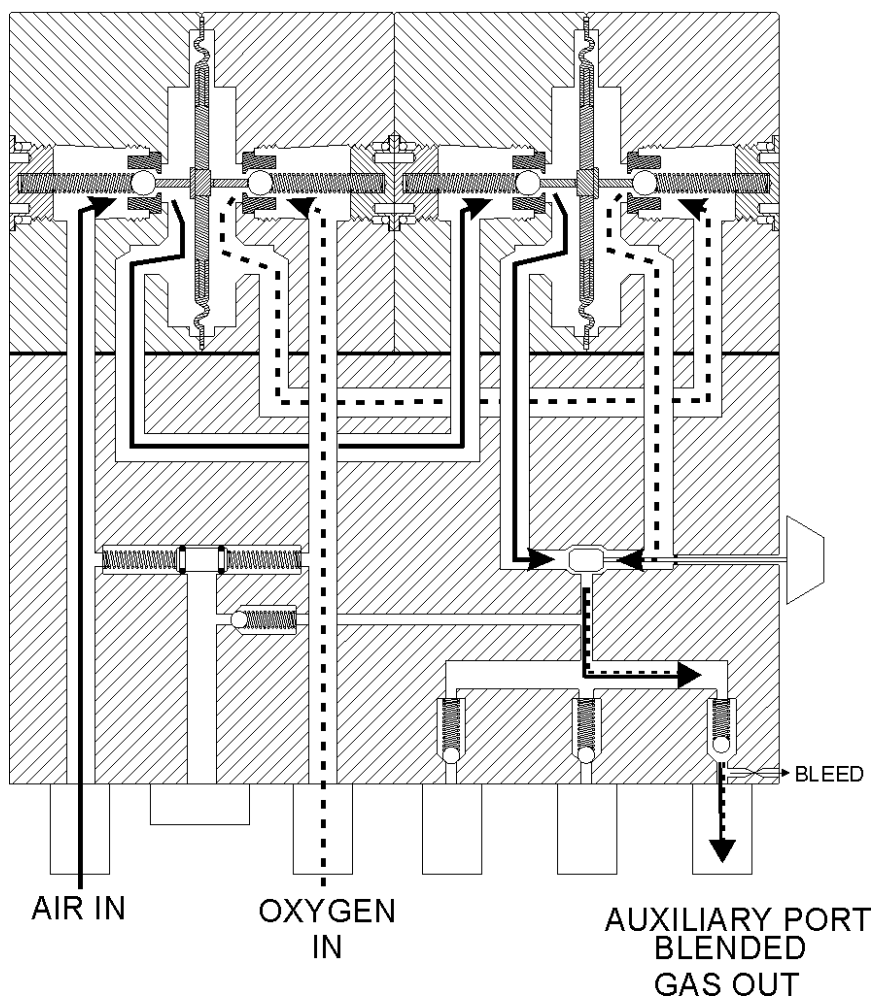 BLEED
AIR IN
OXYGEN
IN
AUXILIARY PORT
BLENDED
GAS OUT